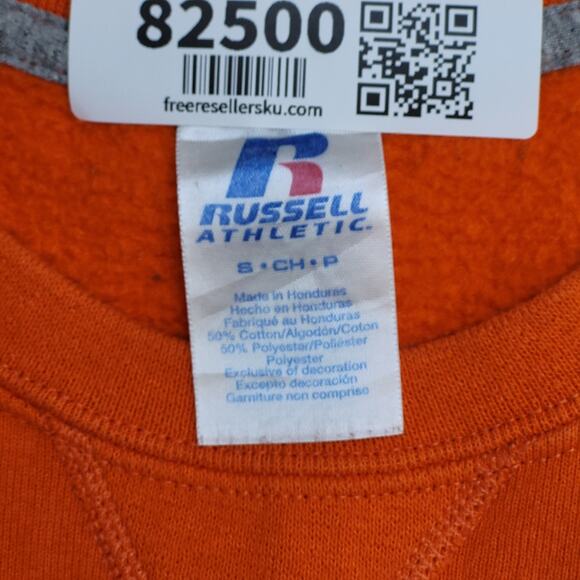 82500
freeresellersku.com
RUSSELL
ATHLETIC.
S • CH • P
Made in Honduras
Hecho en Honduras
Fabriqué au Honduras
50% Cotton/Algodón/Coton
50% Polyester/Poliéster
Polyester
Exclusive of decoration
Excepto decoración
Garniture non comprise